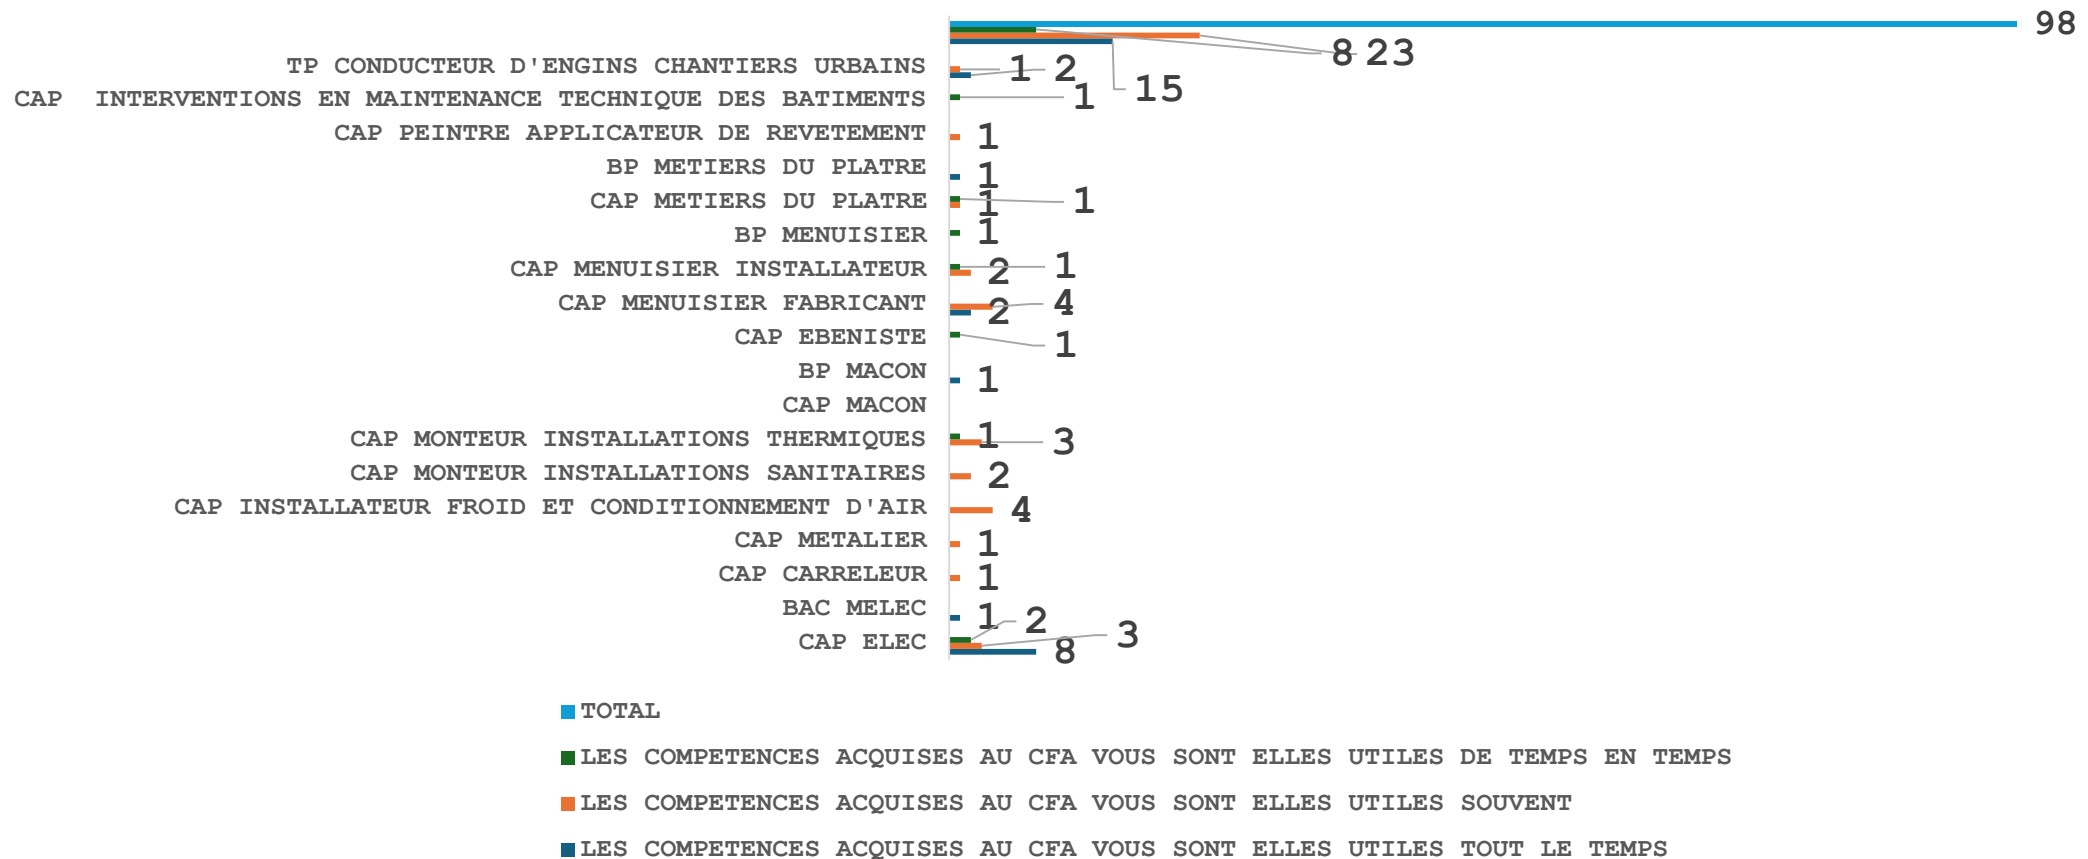 98
8 23
TP CONDUCTEUR D'ENGINS CHANTIERS URBAINS 1 2
15
CAP INTERVENTIONS EN MAINTENANCE TECHNIQUE DES BATIMENTS 1
CAP PEINTRE APPLICATEUR DE REVETEMENT 1
BP METIERS DU PLATRE 1
CAP METIERS DU PLATRE 1 1
BP MENUISIER 1
CAP MENUISIER INSTALLATEUR 2 1
CAP MENUISIER FABRICANT 2 4
CAP EBENISTE 1
BP MACON 1
CAP MACON
CAP MONTEUR INSTALLATIONS THERMIQUES 1 3
CAP MONTEUR INSTALLATIONS SANITAIRES 2
CAP INSTALLATEUR FROID ET CONDITIONNEMENT D'AIR 4
CAP METALIER 1
CAP CARRELEUR 1
BAC MELEC 1 2
CAP ELEC 8 3
TOTAL
LES COMPETENCES ACQUISES AU CFA VOUS SONT ELLES UTILES DE TEMPS EN TEMPS
LES COMPETENCES ACQUISES AU CFA VOUS SONT ELLES UTILES SOUVENT
LES COMPETENCES ACQUISES AU CFA VOUS SONT ELLES UTILES TOUT LE TEMPS